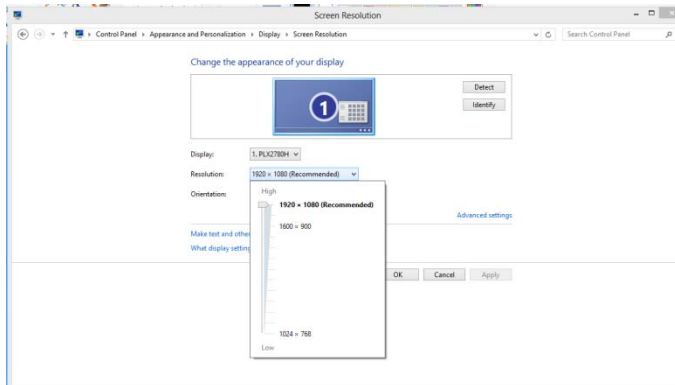 Screen Resolution
Control Panel
Appearance and Personalization
Display
Screen Resolution
Search Control Panel
Change the appearance of your display
1
Detect
Identify
Display:
1. PLX2780H
Resolution:
1920 × 1080 (Recommended)
Orientation:
High
1920 × 1080 (Recommended)
1600 × 900
1024 × 768
Low
Advanced settings
Make text and other
What display setting
OK
Cancel
Apply